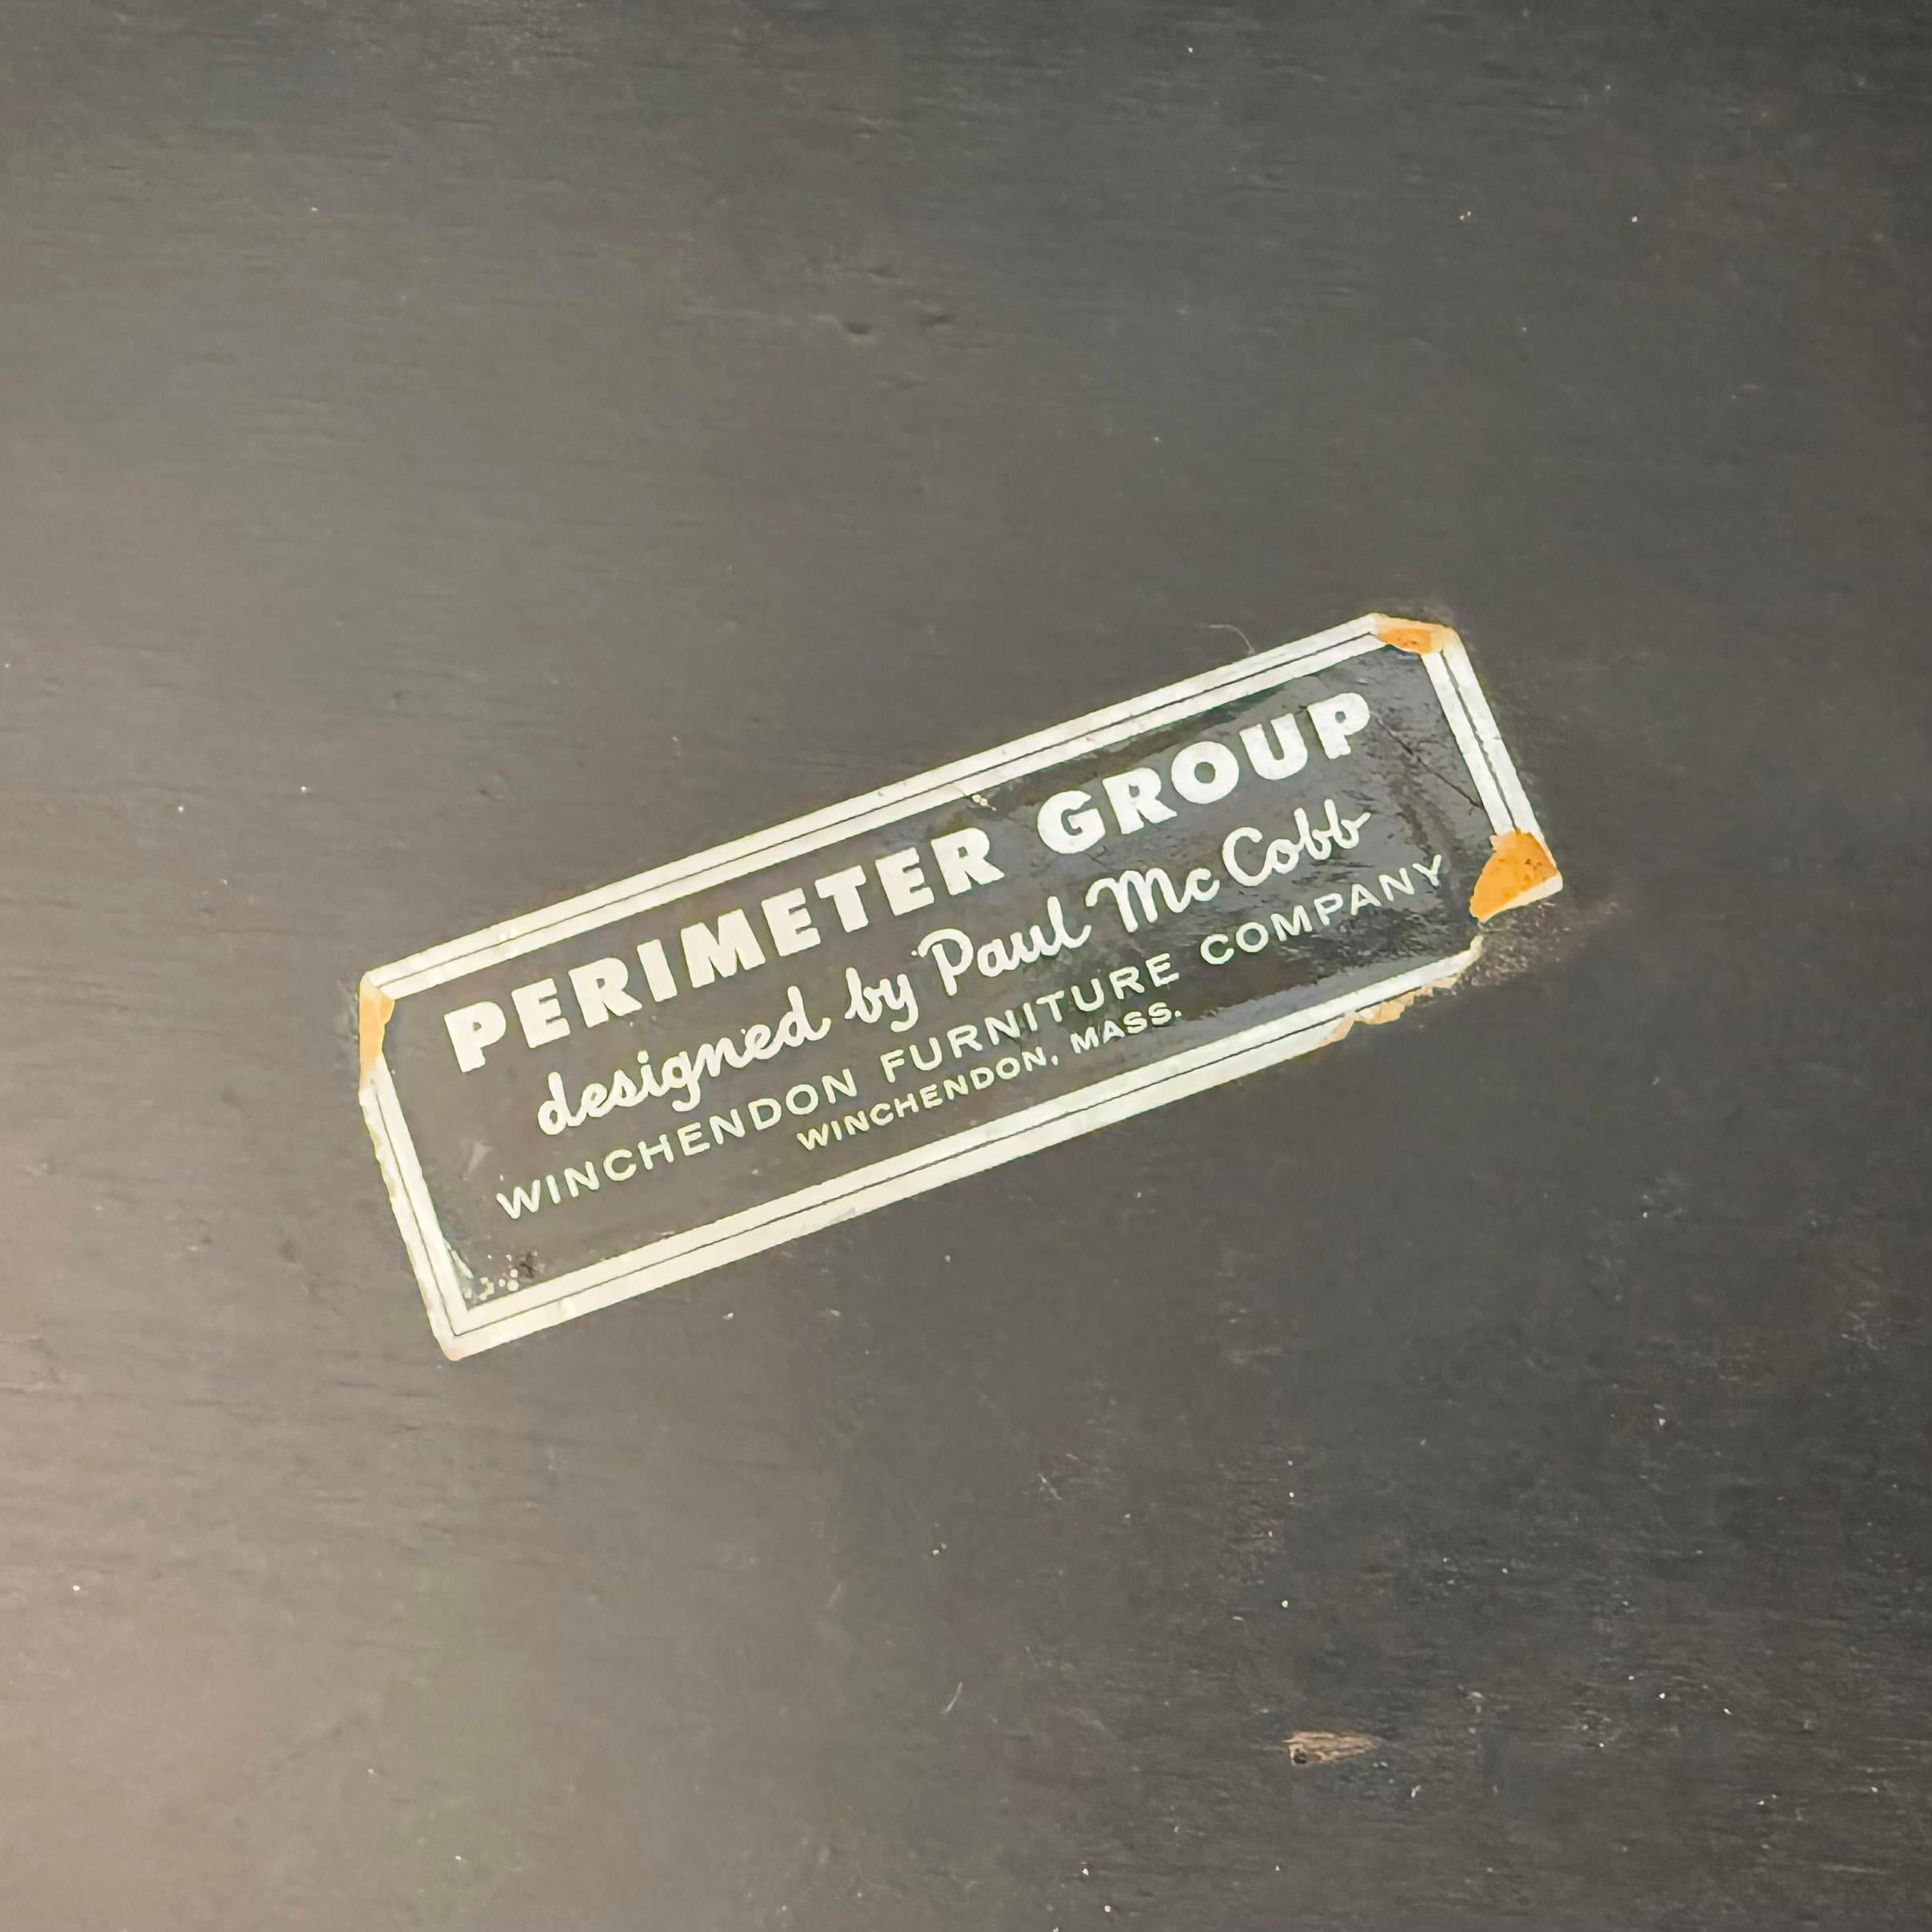 PERIMETER GROUP
designed by Paul McCobb
WINCHENDON FURNITURE COMPANY
WINCHENDON, MASS.